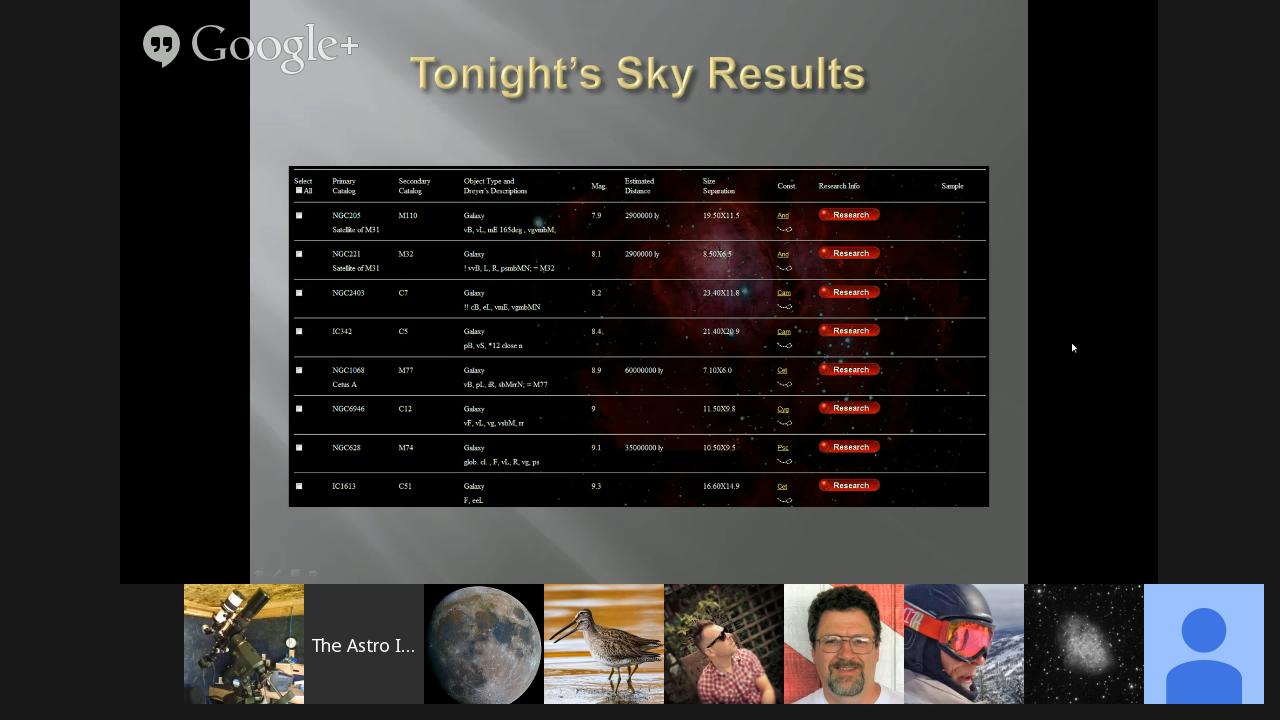 Google+
Tonight's Sky Results
Select All Primary Catalog Secondary Catalog Object Type and Dreyer's Descriptions Mag. Estimated Distance Size Separation Const. Research Info Sample
NGC205 M110 Galaxy 7.9 2900000 ly 19.50X11.5 And Research
Satellite of M31 vB, vL, mE 165deg , vgvmbM,
NGC221 M32 Galaxy 8.1 2900000 ly 8.50X6.5 And Research
Satellite of M31 ! vvB, L, R, psmbMN; = M32
NGC2403 C7 Galaxy 8.2 23.40X11.8 Cam Research
!! cB, eL, vmE, vgmbMN
IC342 C5 Galaxy 8.4 21.40X20.9 Cam Research
pB, vS, *12 close n
NGC1068 M77 Galaxy 8.9 60000000 ly 7.10X6.0 Cet Research
Cetus A vB, pL, iR, sbMrrN; = M77
NGC6946 C12 Galaxy 9 11.50X9.8 Cyg Research
vF, vL, vg, vsbM, rr
NGC628 M74 Galaxy 9.1 35000000 ly 10.50X9.5 Psc Research
glob. cl. , F, vL, R, vg, ps
IC1613 C51 Galaxy 9.3 16.60X14.9 Cet Research
F, eeL
The Astro I...